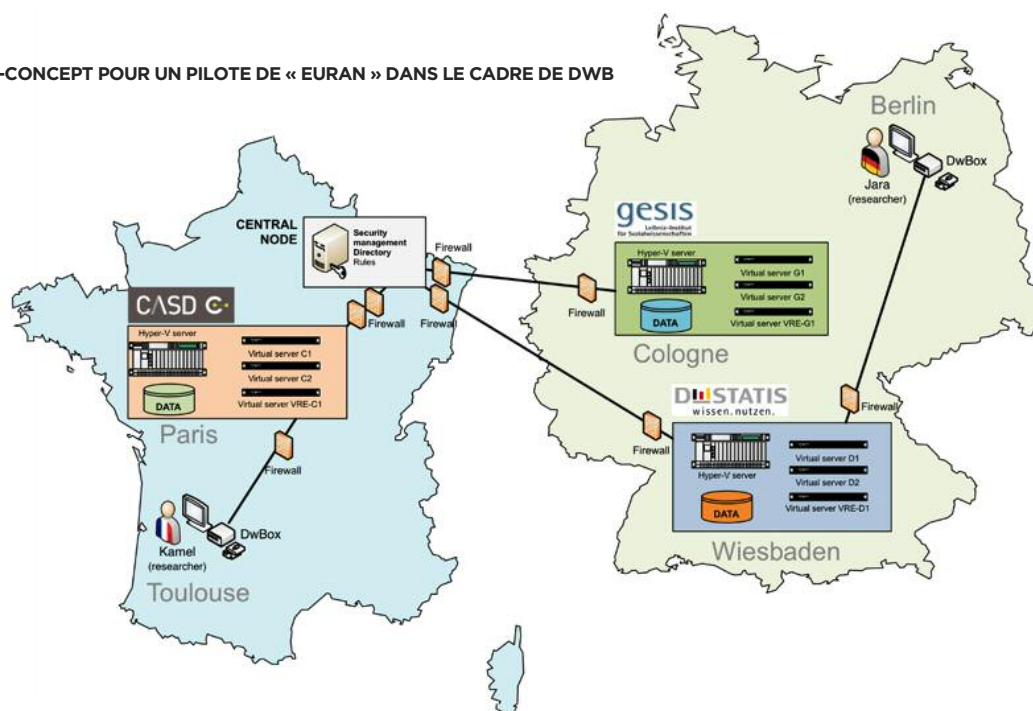 -CONCEPT POUR UN PILOTE DE « EURAN » DANS LE CADRE DE DWB
Berlin
DwBox
Jara
(researcher)
CENTRAL
NODE
Security
management
Directory
Rules
Firewall
Firewall
Firewall
gesis
Leibniz-Institut
für Sozialwissenschaften
Hyper-V server
Virtual server G1
Virtual server G2
Virtual server VRE-G1
DATA
Firewall
Cologne
CASD
Hyper-V server
Virtual server C1
Virtual server C2
Virtual server VRE-C1
DATA
Paris
Firewall
DESTATIS
wissen.nutzen.
Firewall
Firewall
Hyper-V server
Virtual server D1
Virtual server D2
Virtual server VRE-D1
DATA
Wiesbaden
DwBox
Kamel
(researcher)
Toulouse